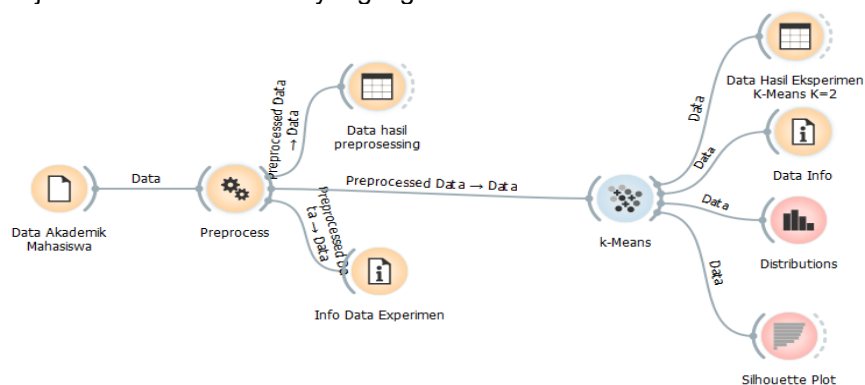 Data Akademik
Mahasiswa
Data
Preprocess
Preprocessed Data
→ Data
Data hasil
preprosessing
Preprocessed Data → Data
Preprocessed Da
ta → Data
Info Data Experimen
k-Means
Data
Data Hasil Eksperimen
K-Means K=2
Data
Data Info
Data
Distributions
Data
Silhouette Plot